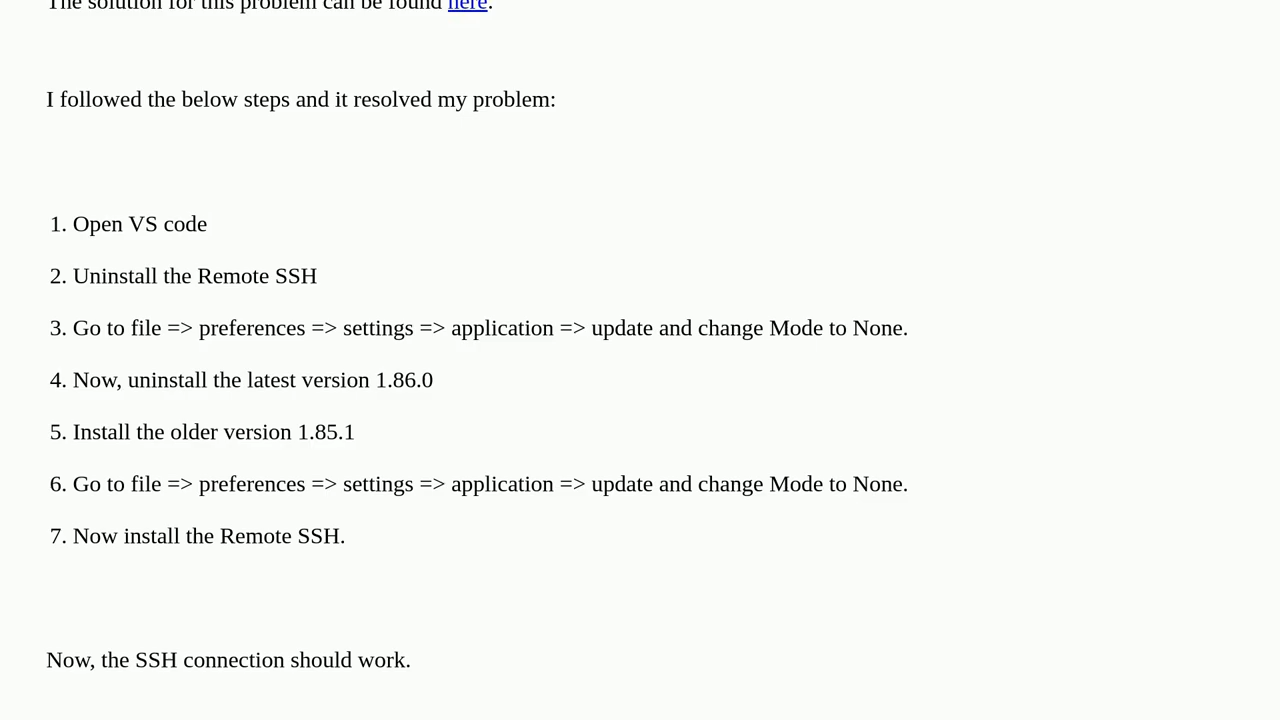 The solution for this problem can be found here.
I followed the below steps and it resolved my problem:
1. Open VS code
2. Uninstall the Remote SSH
3. Go to file => preferences => settings => application => update and change Mode to None.
4. Now, uninstall the latest version 1.86.0
5. Install the older version 1.85.1
6. Go to file => preferences => settings => application => update and change Mode to None.
7. Now install the Remote SSH.
Now, the SSH connection should work.